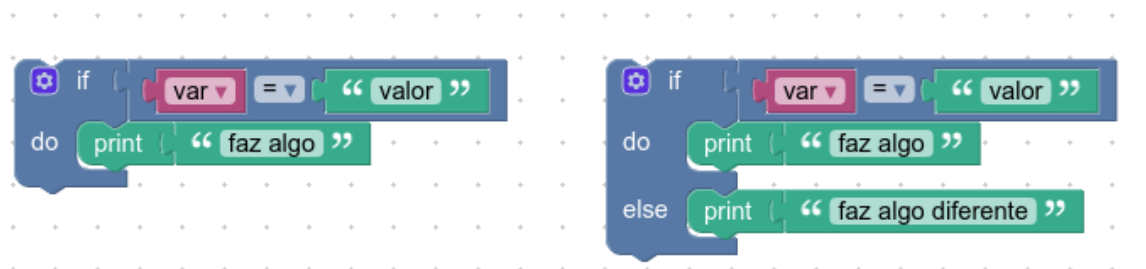 if var ▾ = ▾ “ valor ”
do print “ faz algo ”
if var ▾ = ▾ “ valor ”
do print “ faz algo ”
else print “ faz algo diferente ”